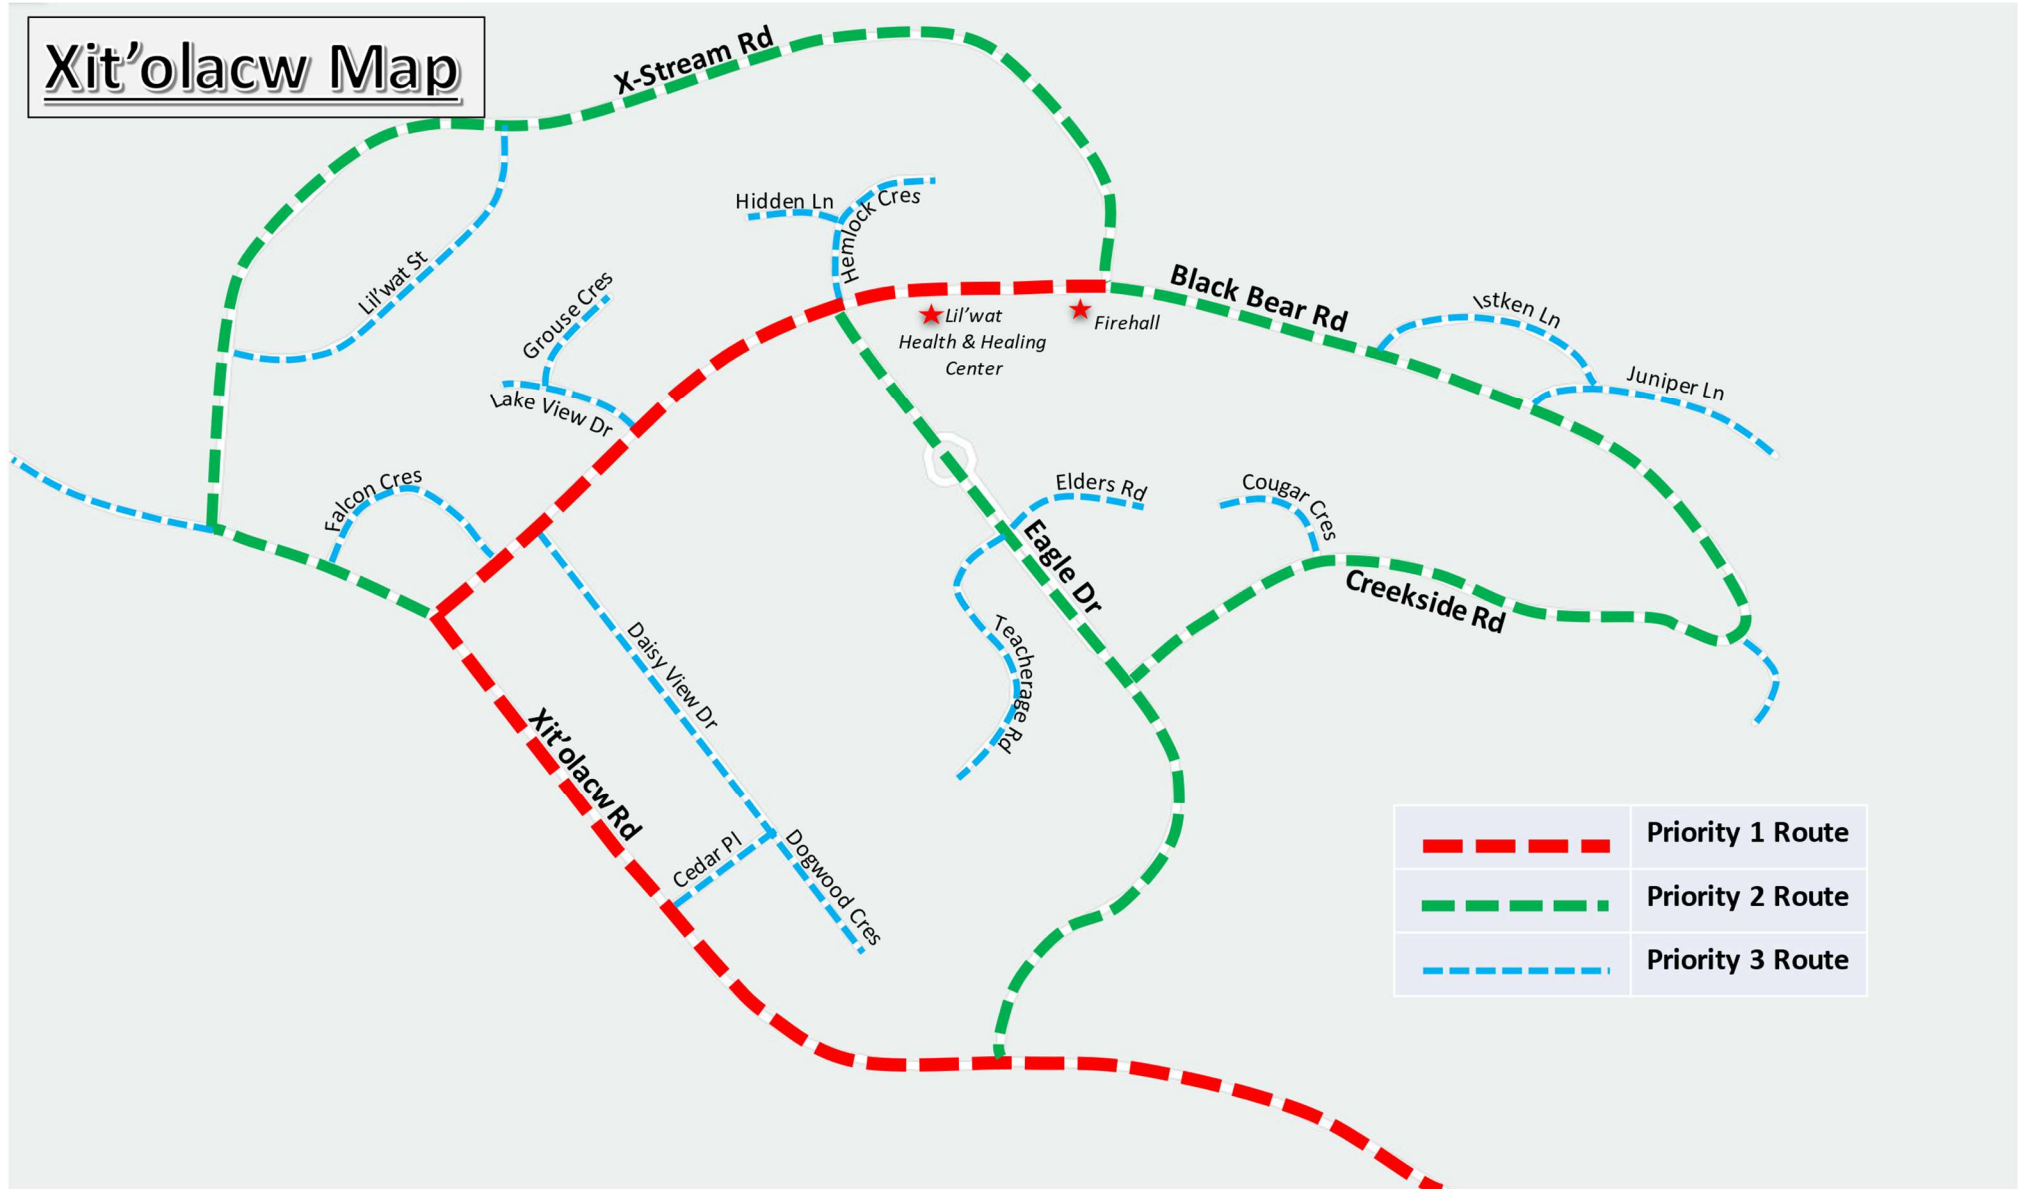 Xit’olacw Map
X-Stream Rd
Hidden Ln
Hemlock Cres
Lil’wat St
Grouse Cres
Lake View Dr
Black Bear Rd
Lil’wat
Health & Healing
Center
Firehall
Istken Ln
Juniper Ln
Falcon Cres
Elders Rd
Cougar Cres
Eagle Dr
Creekside Rd
Teacherage Rd
Daisy View Dr
Xit’olacw Rd
Cedar Pl
Dogwood Cres
Priority 1 Route
Priority 2 Route
Priority 3 Route